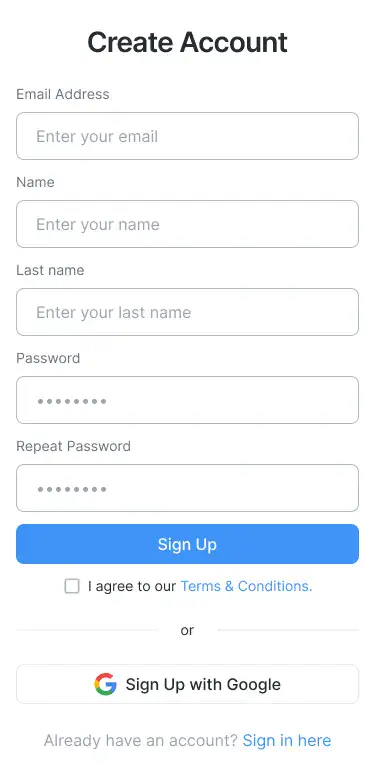 Create Account
Email Address
Enter your email
Name
Enter your name
Last name
Enter your last name
Password
••••••••
Repeat Password
••••••••
Sign Up
I agree to our Terms & Conditions.
or
Sign Up with Google
Already have an account? Sign in here